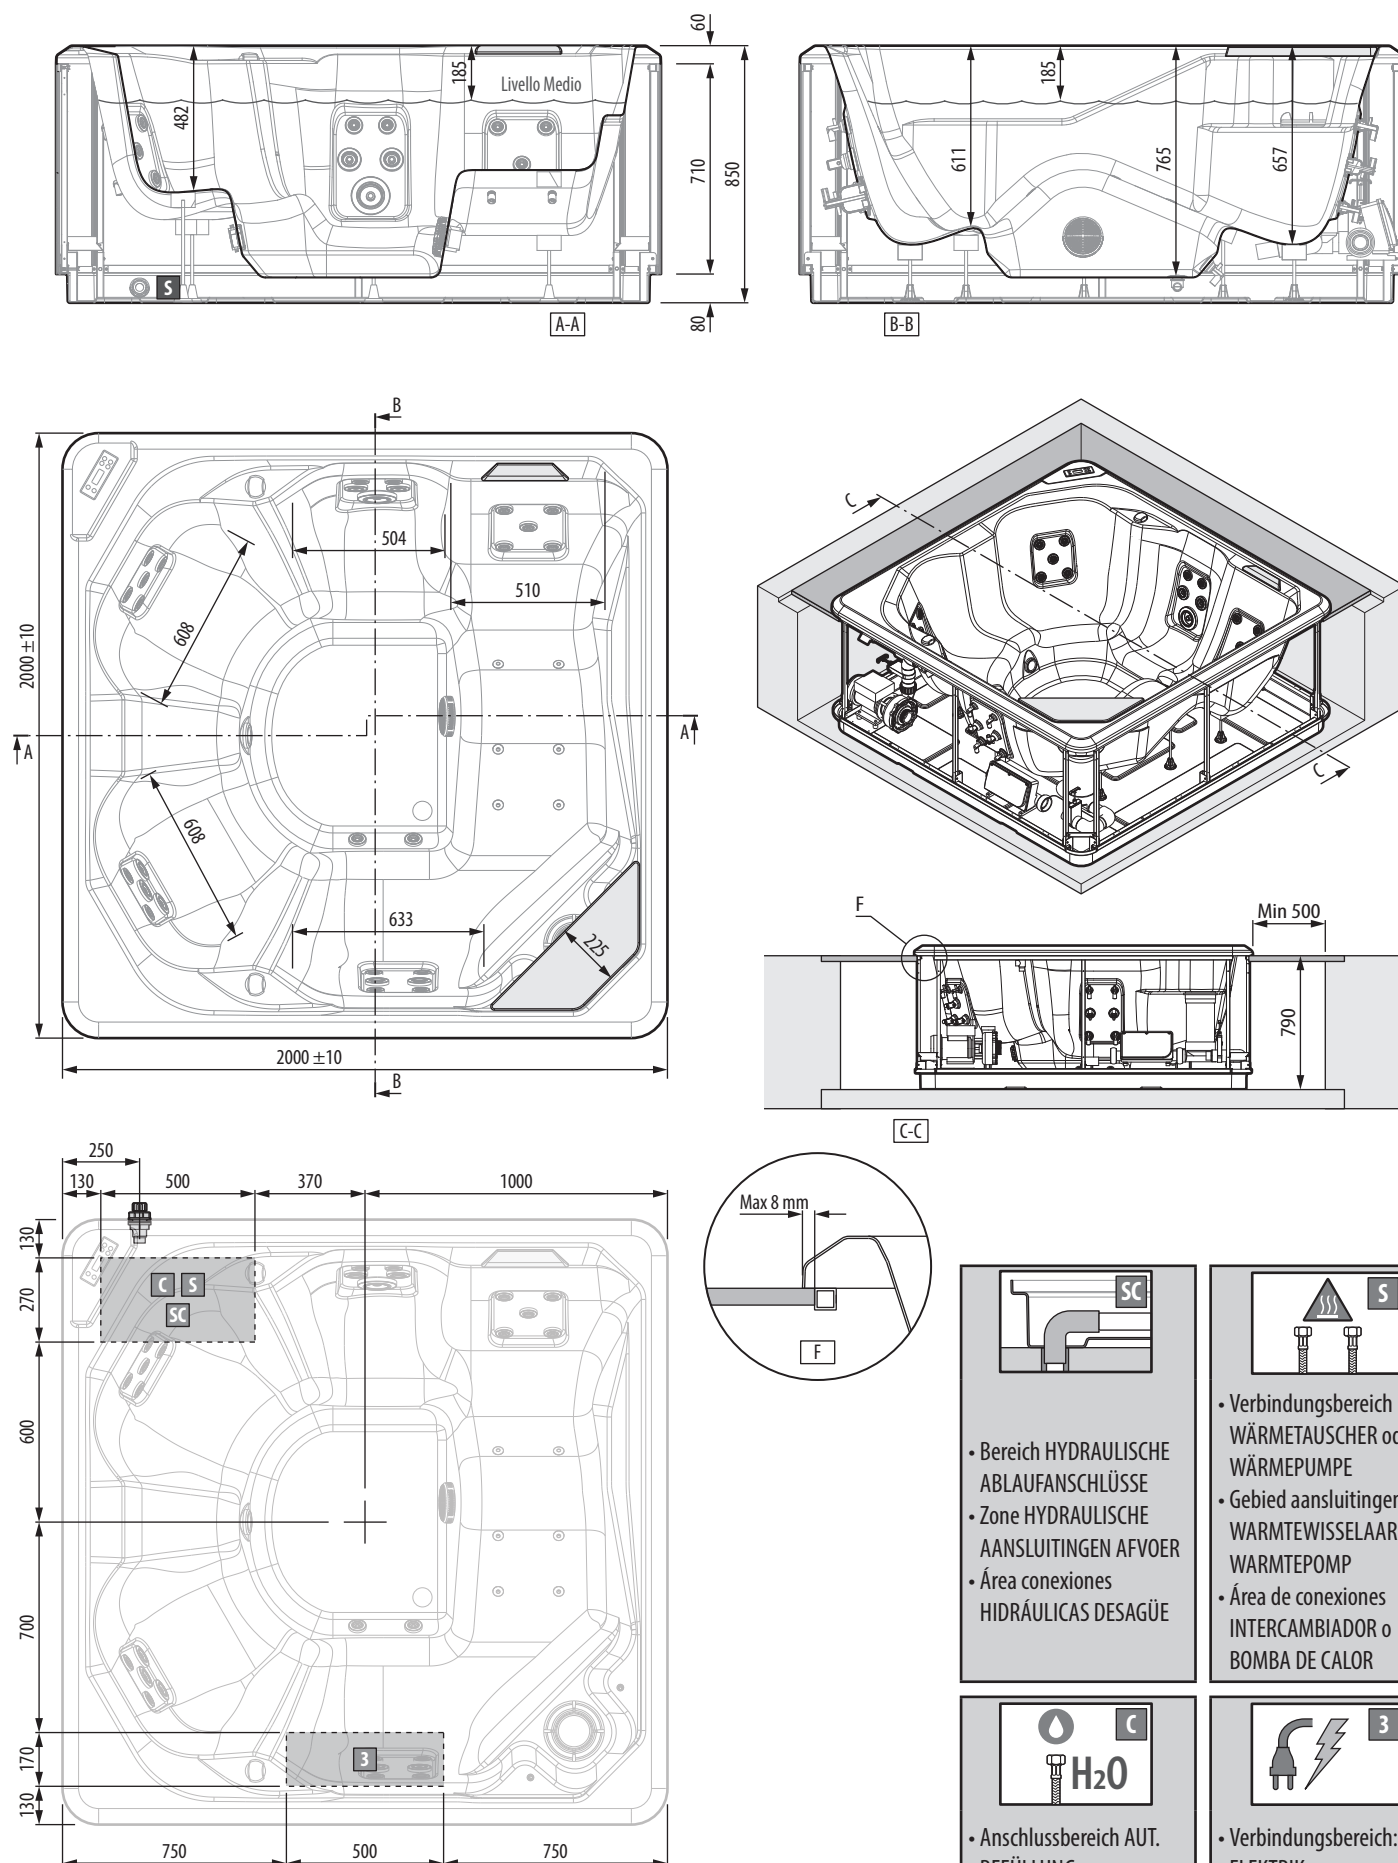 60
185
Livello Medio
482
710
850
S
A-A
80
185
611
765
657
B-B
B
504
510
608
2000 ±10
A
A
608
633
225
2000 ±10
B
C
C
F
Min 500
790
C-C
250
130
500
370
1000
130
C
S
SC
270
600
700
3
170
130
750
500
750
Max 8 mm
F
SC
• Bereich HYDRAULISCHE
ABLAUFANSCHLÜSSE
• Zone HYDRAULISCHE
AANSLUITINGEN AFVOER
• Área conexiones
HIDRÁULICAS DESAGÜE
S
• Verbindungsbereich
WÄRMETAUSCHER
WÄRMEPUMPE
• Gebied aansluitingen
WARMTEWISSELAAR
WARMTEPOMP
• Área de conexiones
INTERCAMBIADOR o
BOMBA DE CALOR
C
H2O
• Anschlussbereich AUT.
3
• Verbindungsbereich: